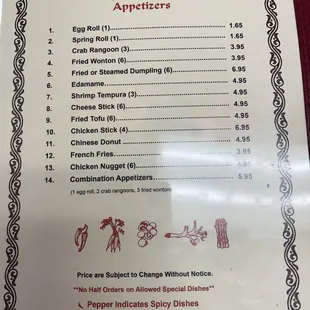 Appetizers
1. Egg Roll (1) 1.65
2. Spring Roll (1) 1.65
3. Crab Rangoon (3) 3.95
4. Fried Wonton (6) 3.95
5. Fried or Steamed Dumpling (6) 6.95
6. Edamame 4.95
7. Shrimp Tempura (3) 4.95
8. Cheese Stick (6) 4.95
9. Fried Tofu (6) 4.95
10. Chicken Stick (4) 6.95
11. Chinese Donut 4.95
12. French Fries 3.95
13. Chicken Nugget (6) 4.95
14. Combination Appetizers 5.95
(1 egg roll, 2 crab rangoons, 3 fried wonton)
Price are Subject to Change Without Notice.
**No Half Orders on Allowed Special Dishes**
Pepper Indicates Spicy Dishes